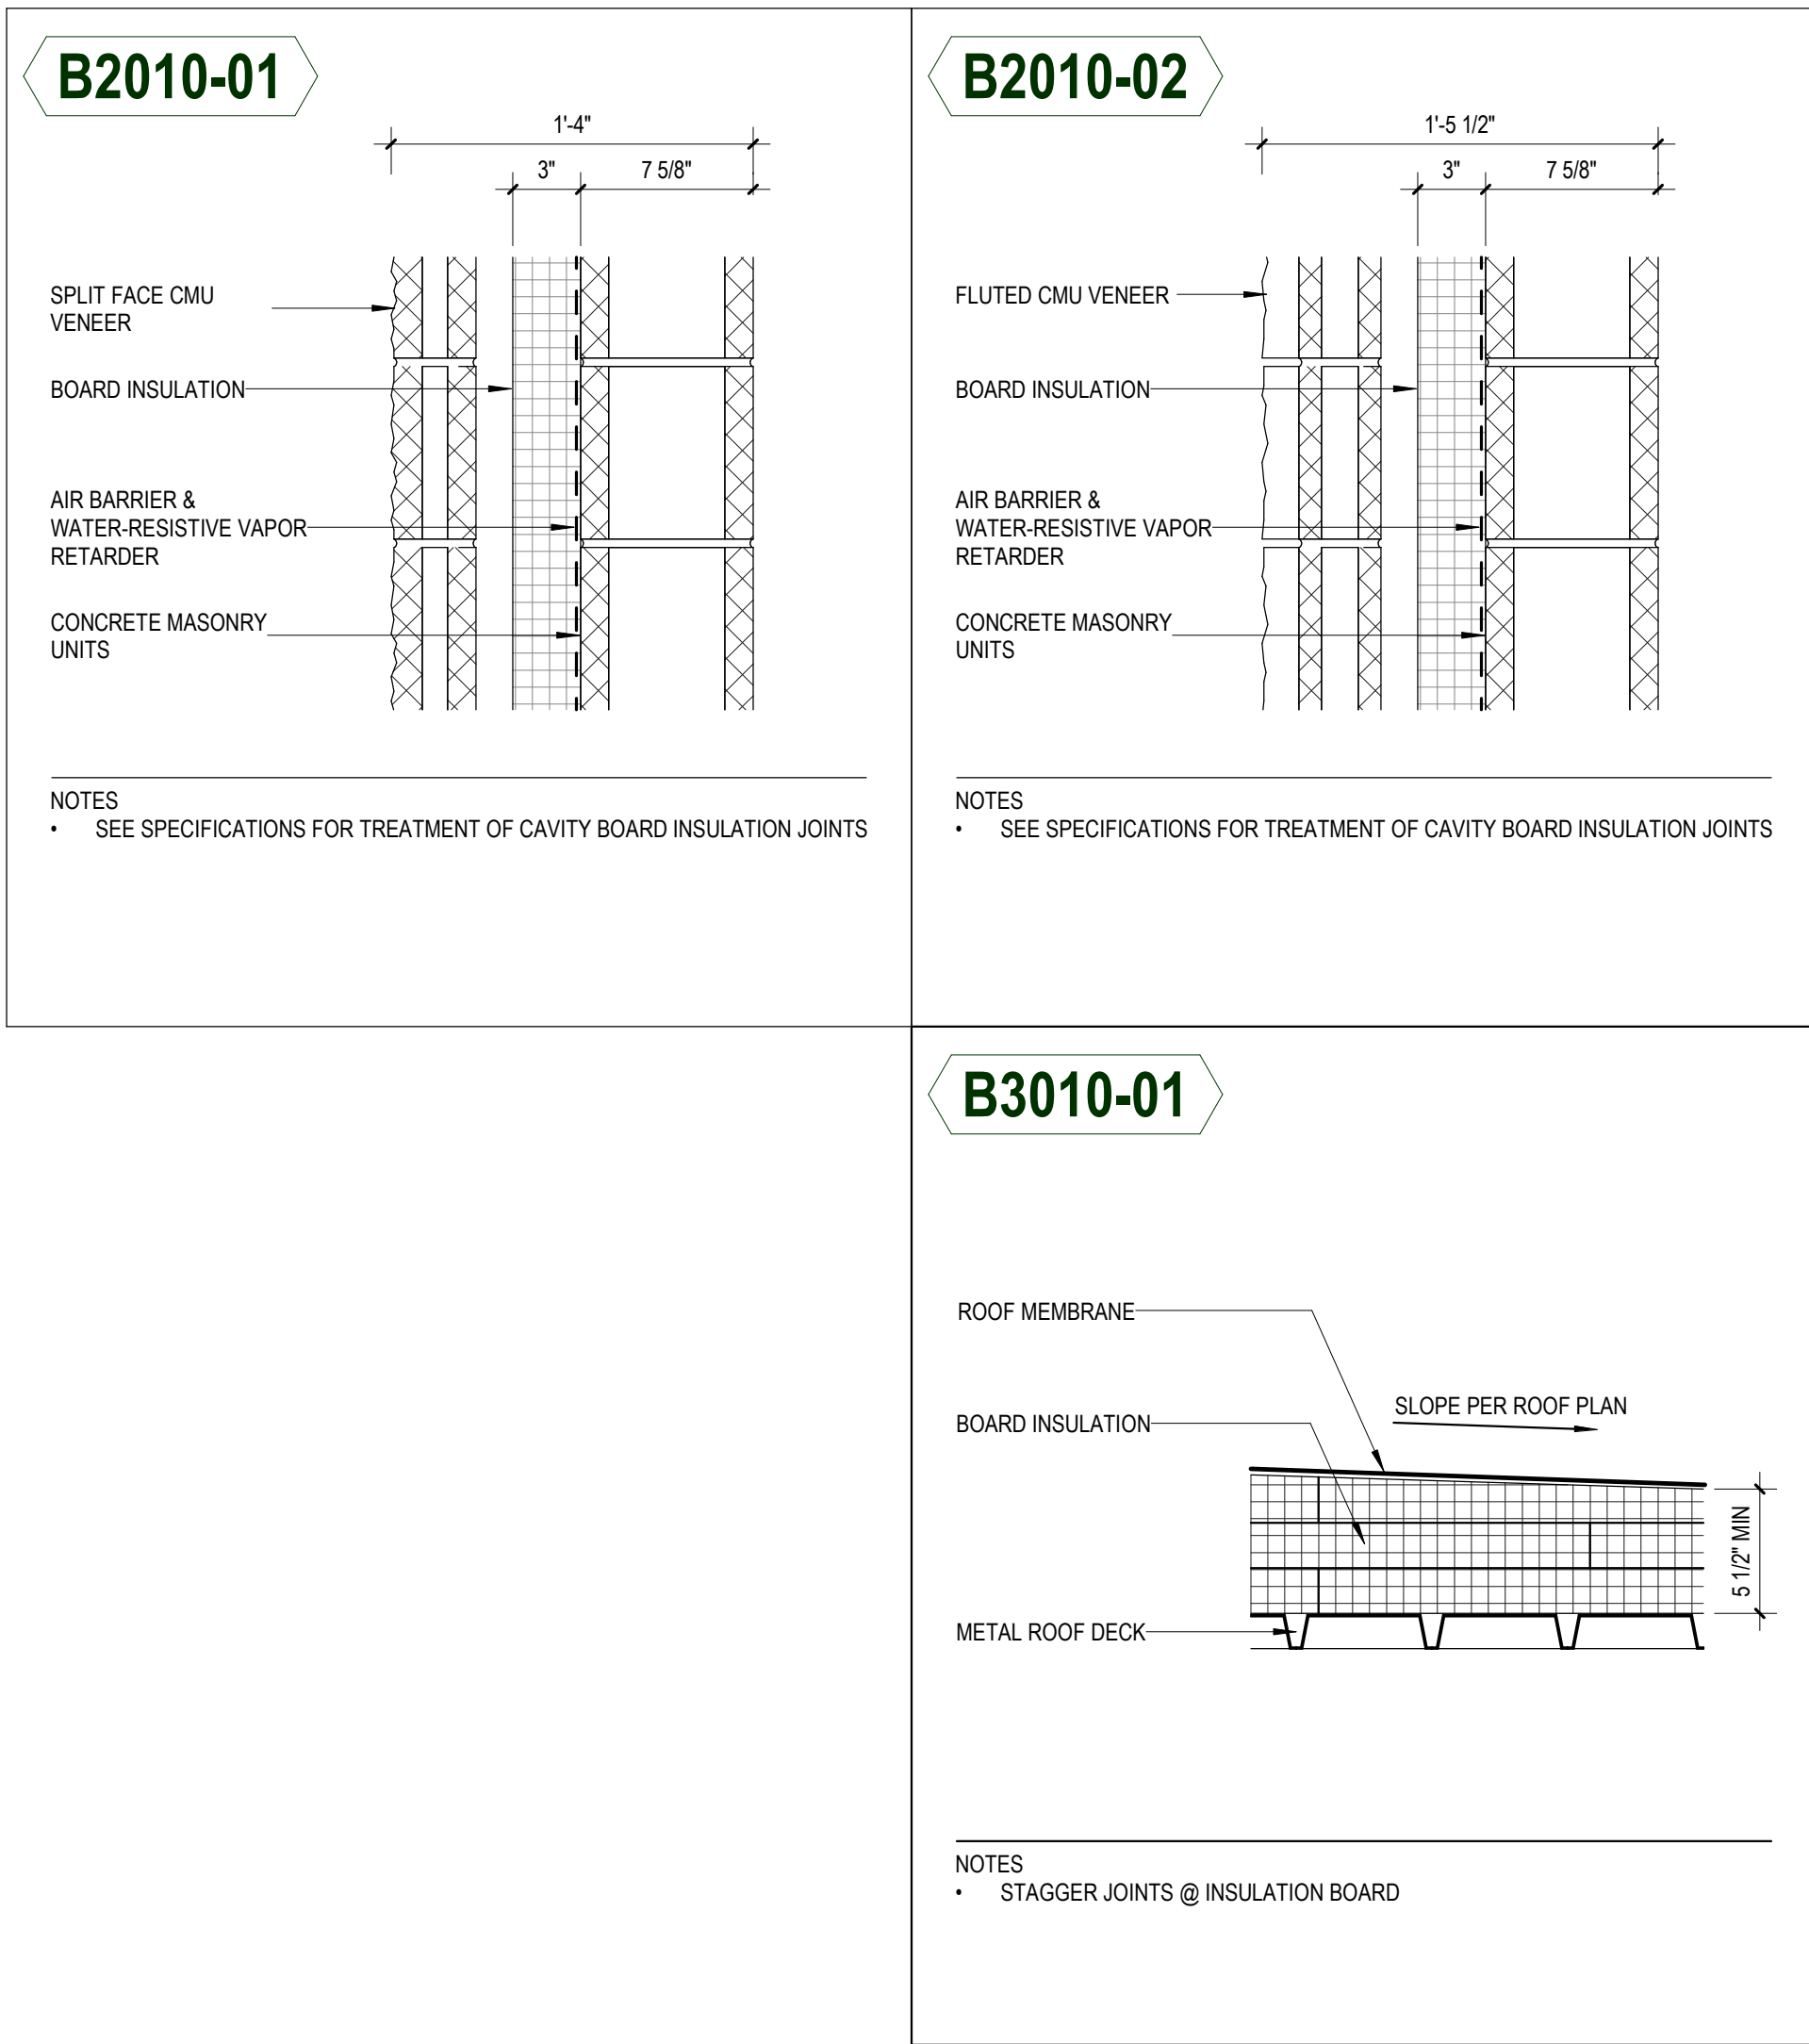 B2010-01
1'-4"
3"
7 5/8"
SPLIT FACE CMU
VENEER
BOARD INSULATION
AIR BARRIER &
WATER-RESISTIVE VAPOR
RETARDER
CONCRETE MASONRY
UNITS
NOTES
• SEE SPECIFICATIONS FOR TREATMENT OF CAVITY BOARD INSULATION JOINTS
B2010-02
1'-5 1/2"
3"
7 5/8"
FLUTED CMU VENEER
BOARD INSULATION
AIR BARRIER &
WATER-RESISTIVE VAPOR
RETARDER
CONCRETE MASONRY
UNITS
NOTES
• SEE SPECIFICATIONS FOR TREATMENT OF CAVITY BOARD INSULATION JOINTS
B3010-01
ROOF MEMBRANE
SLOPE PER ROOF PLAN
BOARD INSULATION
5 1/2" MIN
METAL ROOF DECK
NOTES
• STAGGER JOINTS @ INSULATION BOARD